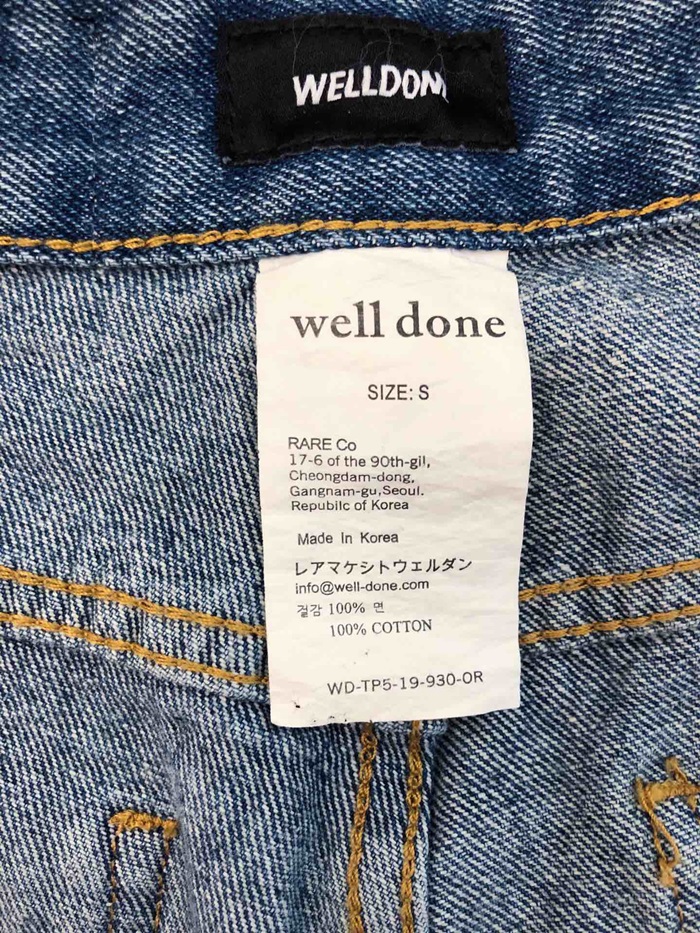 WELLDONE
well done
SIZE: S
RARE Co
17-6 of the 90th-gil,
Cheongdam-dong,
Gangnam-gu,Seoul.
Republic of Korea
Made In Korea
レアマケシトウェルダン
info@well-done.com
겉감 100% 면
100% COTTON
WD-TP5-19-930-OR